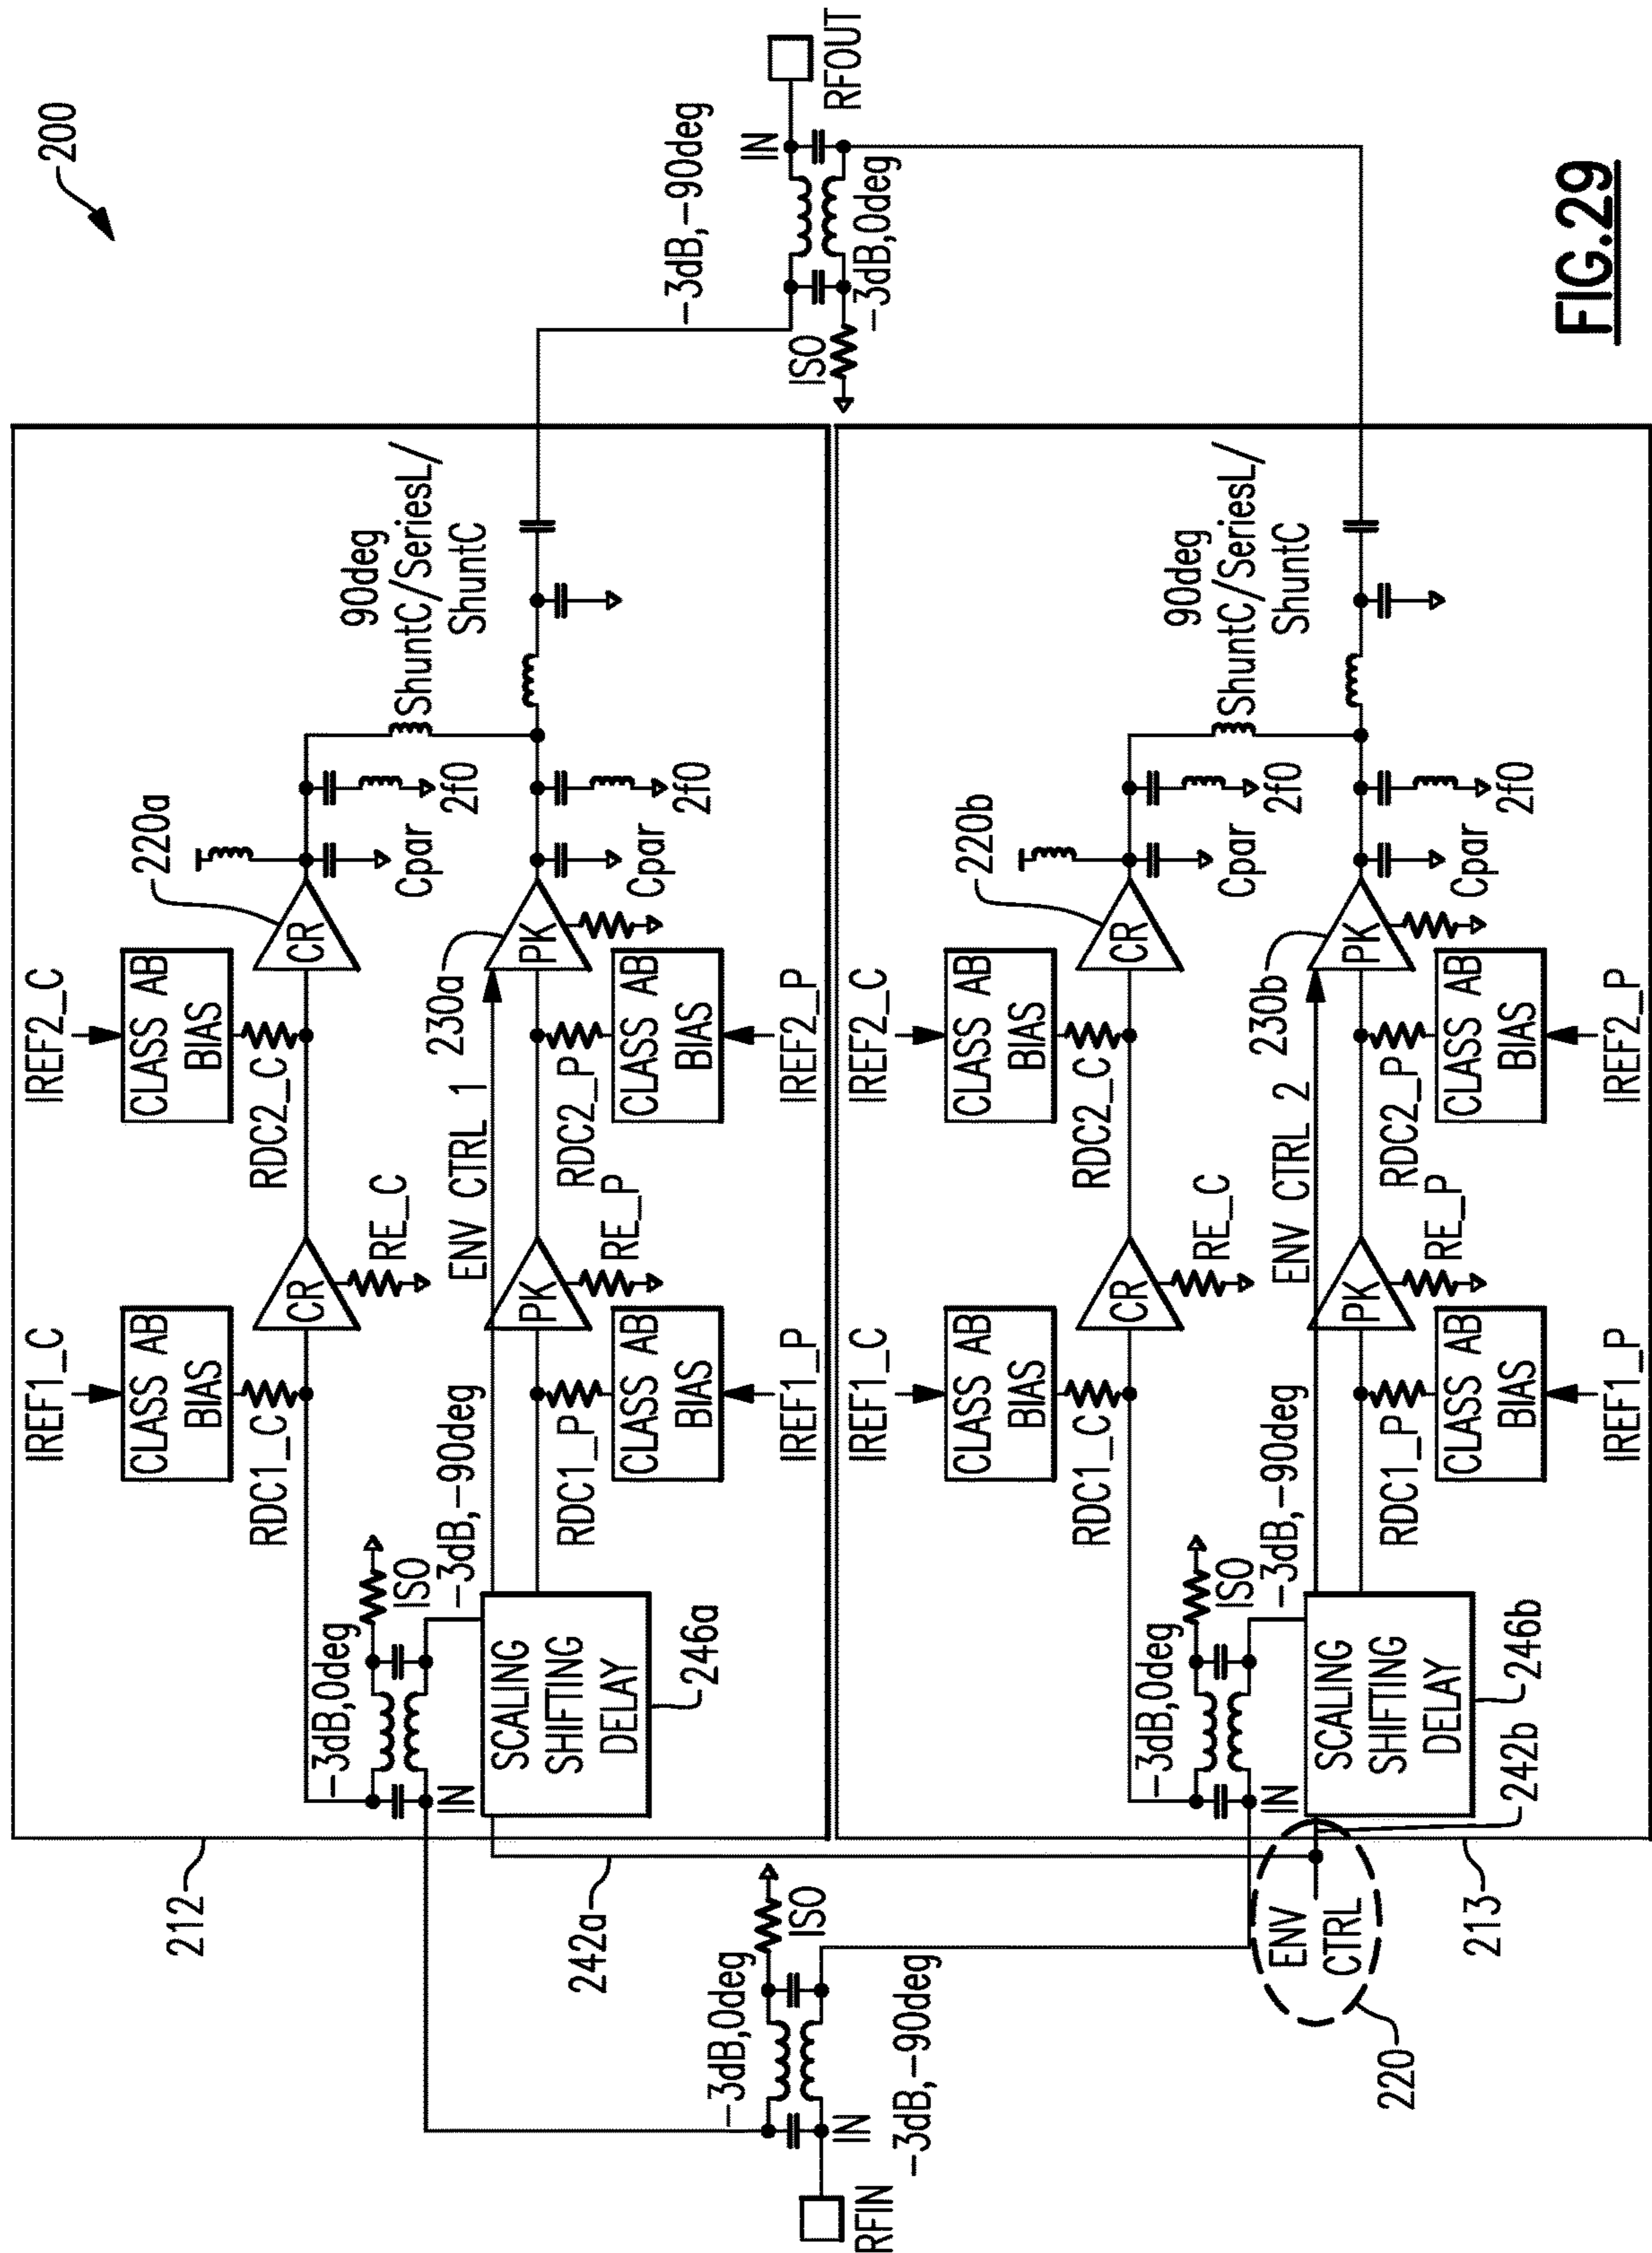 200
212
IREF1_C
CLASS AB
BIAS
RDC1_C
IREF2_C
CLASS AB
BIAS
RDC2_C
220a
CR
RE_C
CR
Cpar
2f0
90deg
ShuntC/SeriesL/
ShuntC
-3dB,0deg
ISO
IN
-3dB,-90deg
ENV CTRL 1
230a
SCALING
SHIFTING
DELAY
246a
PK
RE_P
PK
Cpar
2f0
RDC1_P
CLASS AB
BIAS
IREF1_P
RDC2_P
CLASS AB
BIAS
IREF2_P
242a
RFIN
IN
-3dB,0deg
ISO
-3dB,-90deg
-3dB,-90deg
IN
RFOUT
ISO
-3dB,0deg
IREF1_C
CLASS AB
BIAS
RDC1_C
IREF2_C
CLASS AB
BIAS
RDC2_C
220b
CR
RE_C
CR
Cpar
2f0
90deg
ShuntC/SeriesL/
ShuntC
-3dB,0deg
ISO
IN
-3dB,-90deg
ENV CTRL 2
230b
SCALING
SHIFTING
DELAY
246b
242b
PK
RE_P
PK
Cpar
2f0
RDC1_P
CLASS AB
BIAS
IREF1_P
RDC2_P
CLASS AB
BIAS
IREF2_P
ENV
CTRL
220
213
FIG.29